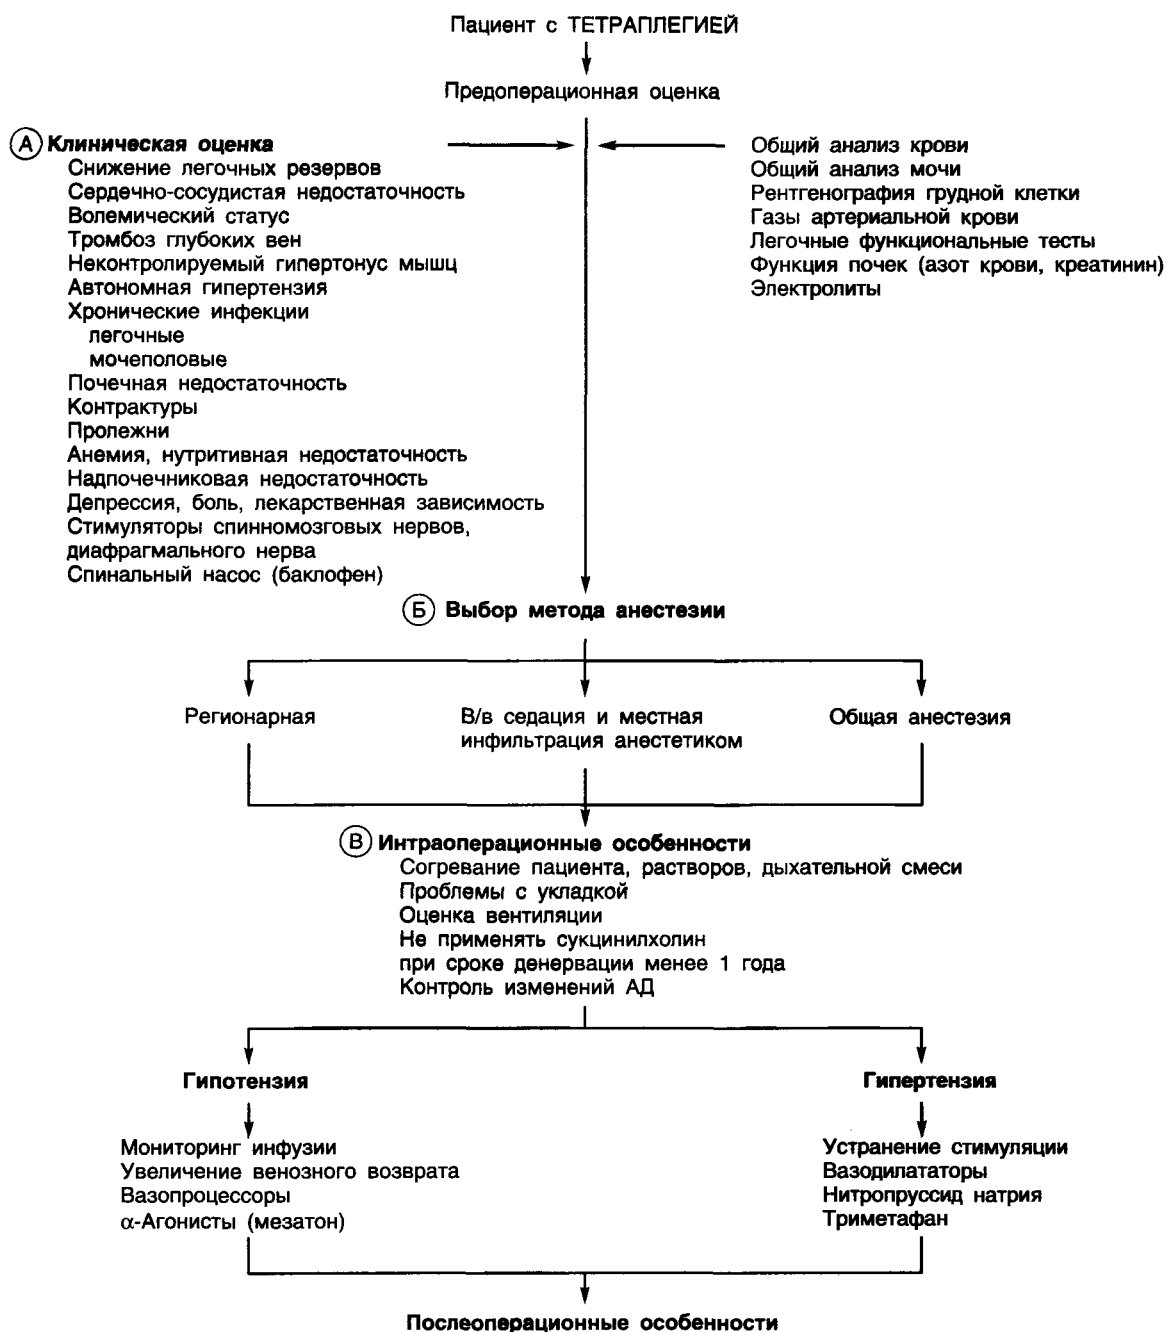 Пациент с ТЕТРАПЛЕГИЕЙ
Предоперационная оценка
А Клиническая оценка
Снижение легочных резервов
Сердечно-сосудистая недостаточность
Волемический статус
Тромбоз глубоких вен
Неконтролируемый гипертонус мышц
Автономная гипертензия
Хронические инфекции
легочные
мочеполовые
Почечная недостаточность
Контрактуры
Пролежни
Анемия, нутритивная недостаточность
Надпочечниковая недостаточность
Депрессия, боль, лекарственная зависимость
Стимуляторы спинномозговых нервов,
диафрагмального нерва
Спинальный насос (баклофен)
Общий анализ крови
Общий анализ мочи
Рентгенография грудной клетки
Газы артериальной крови
Легочные функциональные тесты
Функция почек (азот крови, креатинин)
Электролиты
Б Выбор метода анестезии
Регионарная
В/в седация и местная
инфильтрация анестетиком
Общая анестезия
В Интраоперационные особенности
Согревание пациента, растворов, дыхательной смеси
Проблемы с укладкой
Оценка вентиляции
Не применять сукцинилхолин
при сроке денервации менее 1 года
Контроль изменений АД
Гипотензия
Мониторинг инфузии
Увеличение венозного возврата
Вазопроцессоры
α-Агонисты (мезатон)
Гипертензия
Устранение стимуляции
Вазодилататоры
Нитропруссид натрия
Триметафан
Послеоперационные особенности